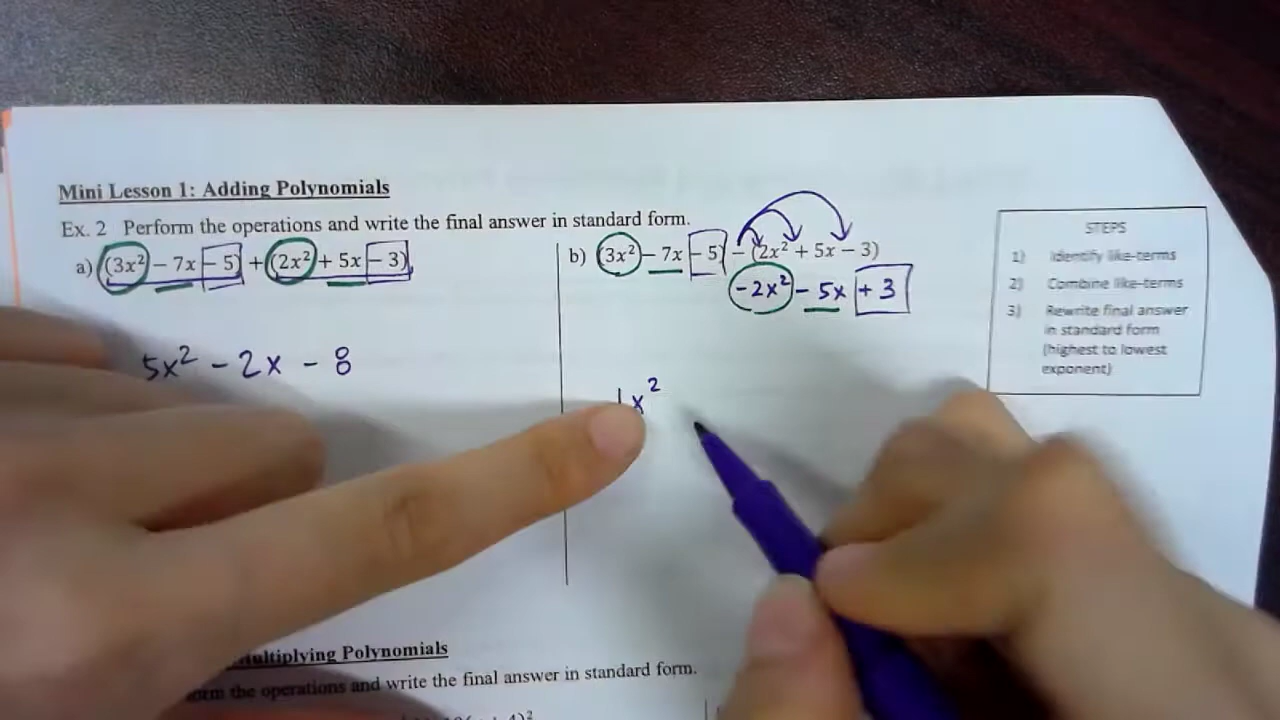 Mini Lesson 1: Adding Polynomials
Ex. 2 Perform the operations and write the final answer in standard form.
a) (3x² - 7x - 5) + (2x² + 5x - 3)
5x² - 2x - 8
b) (3x² - 7x - 5) - (2x² + 5x - 3)
-2x² - 5x + 3
1x²
STEPS
1) Identify like-terms
2) Combine like-terms
3) Rewrite final answer
in standard form
(highest to lowest
exponent)
Multiplying Polynomials
the operations and write the final answer in standard form.